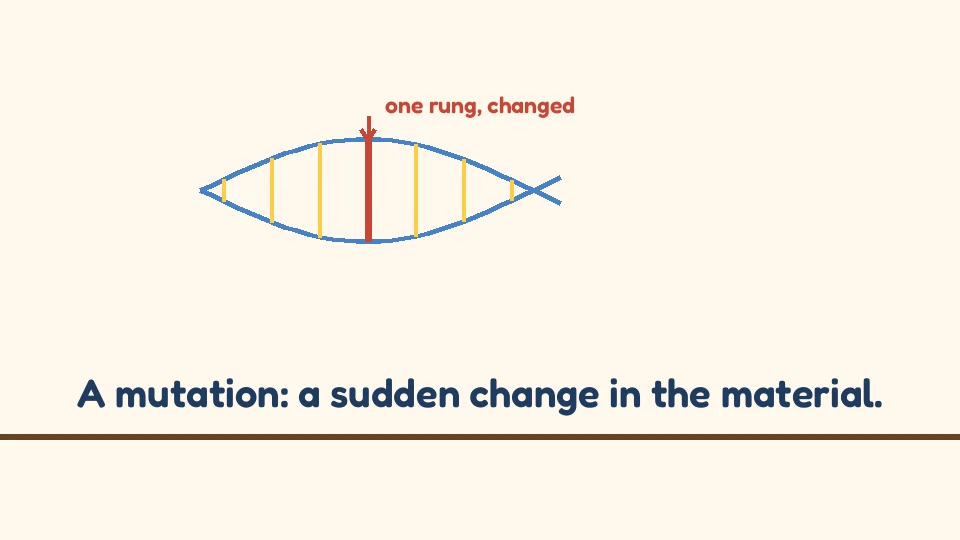 one rung, changed
A mutation: a sudden change in the material.